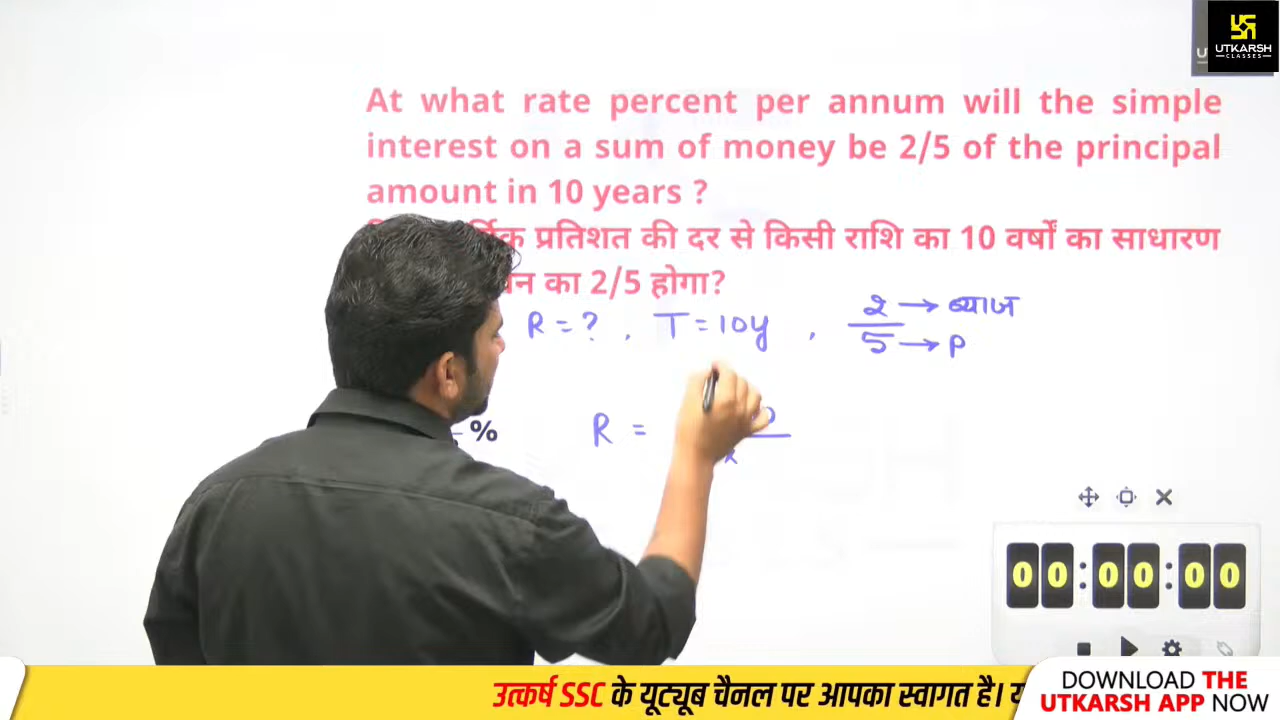 UTKARSH
CLASSES
At what rate percent per annum will the simple
interest on a sum of money be 2/5 of the principal
amount in 10 years ?
प्रतिशत की दर से किसी राशि का 10 वर्षों का साधारण
का 2/5 होगा?
R = ? , T = 10y , 2 → ब्याज
5 → P
% R =
00:00:00
उत्कर्ष SSC के यूट्यूब चैनल पर आपका स्वागत है।
DOWNLOAD THE
UTKARSH APP NOW